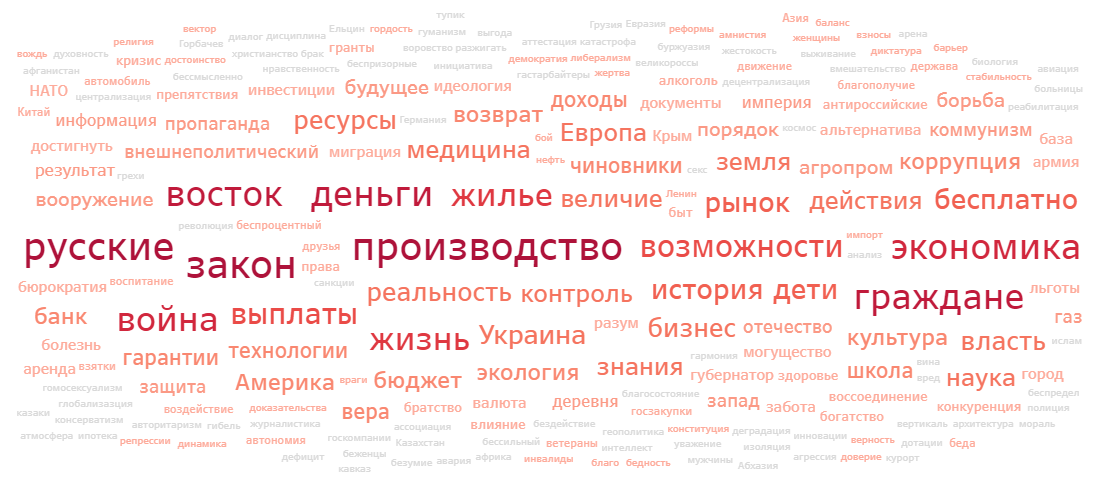 тупик
Азия баланс
вектор Ельцин гордость Грузия Евразия реформы
религия Горбачев диалог дисциплина гуманизм выгода амнистия женщины взносы арена
вождь духовность кризис достоинство христианство брак гранты воровство разжигать аттестация катастрофа буржуазия жестокость выживание диктатура барьер
афганистан бессмысленно нравственность беспризорные инициатива демократия либерализм великороссы движение вмешательство держава биология авиация
НАТО автомобиль гастарбайтеры жертва алкоголь децентрализация благополучие стабильность больницы
централизация препятствия инвестиции будущее идеология доходы документы империя антироссийские борьба реабилитация
Китай информация пропаганда ресурсы Германия возврат бой Европа Крым порядок космос альтернатива коммунизм база
достигнуть внешнеполитический миграция медицина нефть чиновники секс земля агропром коррупция армия
результат грехи
вооружение восток деньги жилье величие Ленин быт рынок действия бесплатно
революция беспроцентный
русские закон друзья права производство возможности импорт анализ экономика
бюрократия воспитание санкции реальность контроль история дети граждане льготы
банк война выплаты жизнь Украина разум бизнес отечество культура власть газ
болезнь гарантии технологии гармония могущество ислам
аренда взятки Америка враги бюджет экология знания губернатор здоровье школа вина вред наука город
гомосексуализм защита благосостояние беспредел
глобализазция воздействие доказательства вера братство валюта деревня госзакупки запад забота воссоединение богатство конкуренция полиция
казаки консерватизм авторитаризм гибель журналистика ассоциация влияние бездействие геополитика конституция деградация вертикаль архитектура мораль
атмосфера ипотека репрессии динамика автономия госкомпании Казахстан бессильный ветераны интеллект уважение изоляция инновации верность дотации беда
дефицит беженцы безумие авария африка инвалиды благо бедность мужчины Абхазия агрессия доверие курорт
кавказ